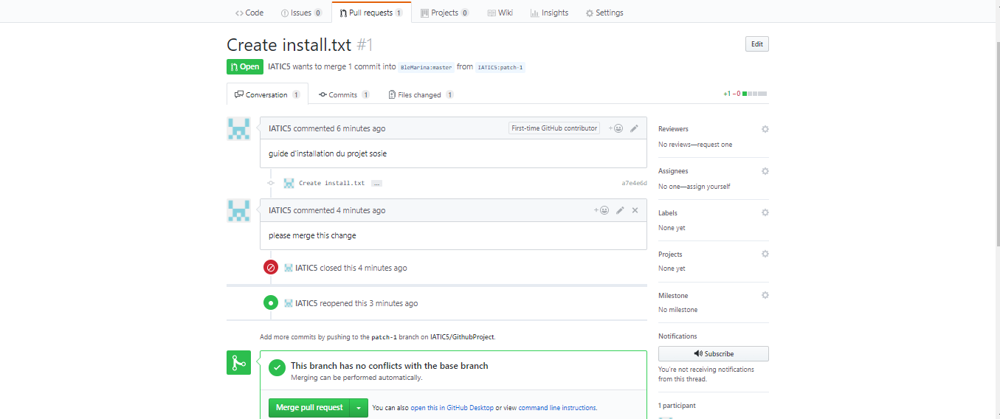 Code Issues 0 Pull requests 1 Projects 0 Wiki Insights Settings
Create install.txt #1
Edit
Open IATIC5 wants to merge 1 commit into BleMarina:master from IATIC5:patch-1
Conversation 1 Commits 1 Files changed 1
+1 −0
IATIC5 commented 6 minutes ago First-time GitHub contributor
guide d'installation du projet sosie
Create install.txt ... a7e4e6d
IATIC5 commented 4 minutes ago
please merge this change
IATIC5 closed this 4 minutes ago
IATIC5 reopened this 3 minutes ago
Add more commits by pushing to the patch-1 branch on IATIC5/GithubProject.
This branch has no conflicts with the base branch
Merging can be performed automatically.
Merge pull request You can also open this in GitHub Desktop or view command line instructions.
Reviewers
No reviews—request one
Assignees
No one—assign yourself
Labels
None yet
Projects
None yet
Milestone
No milestone
Notifications
Subscribe
You're not receiving notifications
from this thread.
1 participant